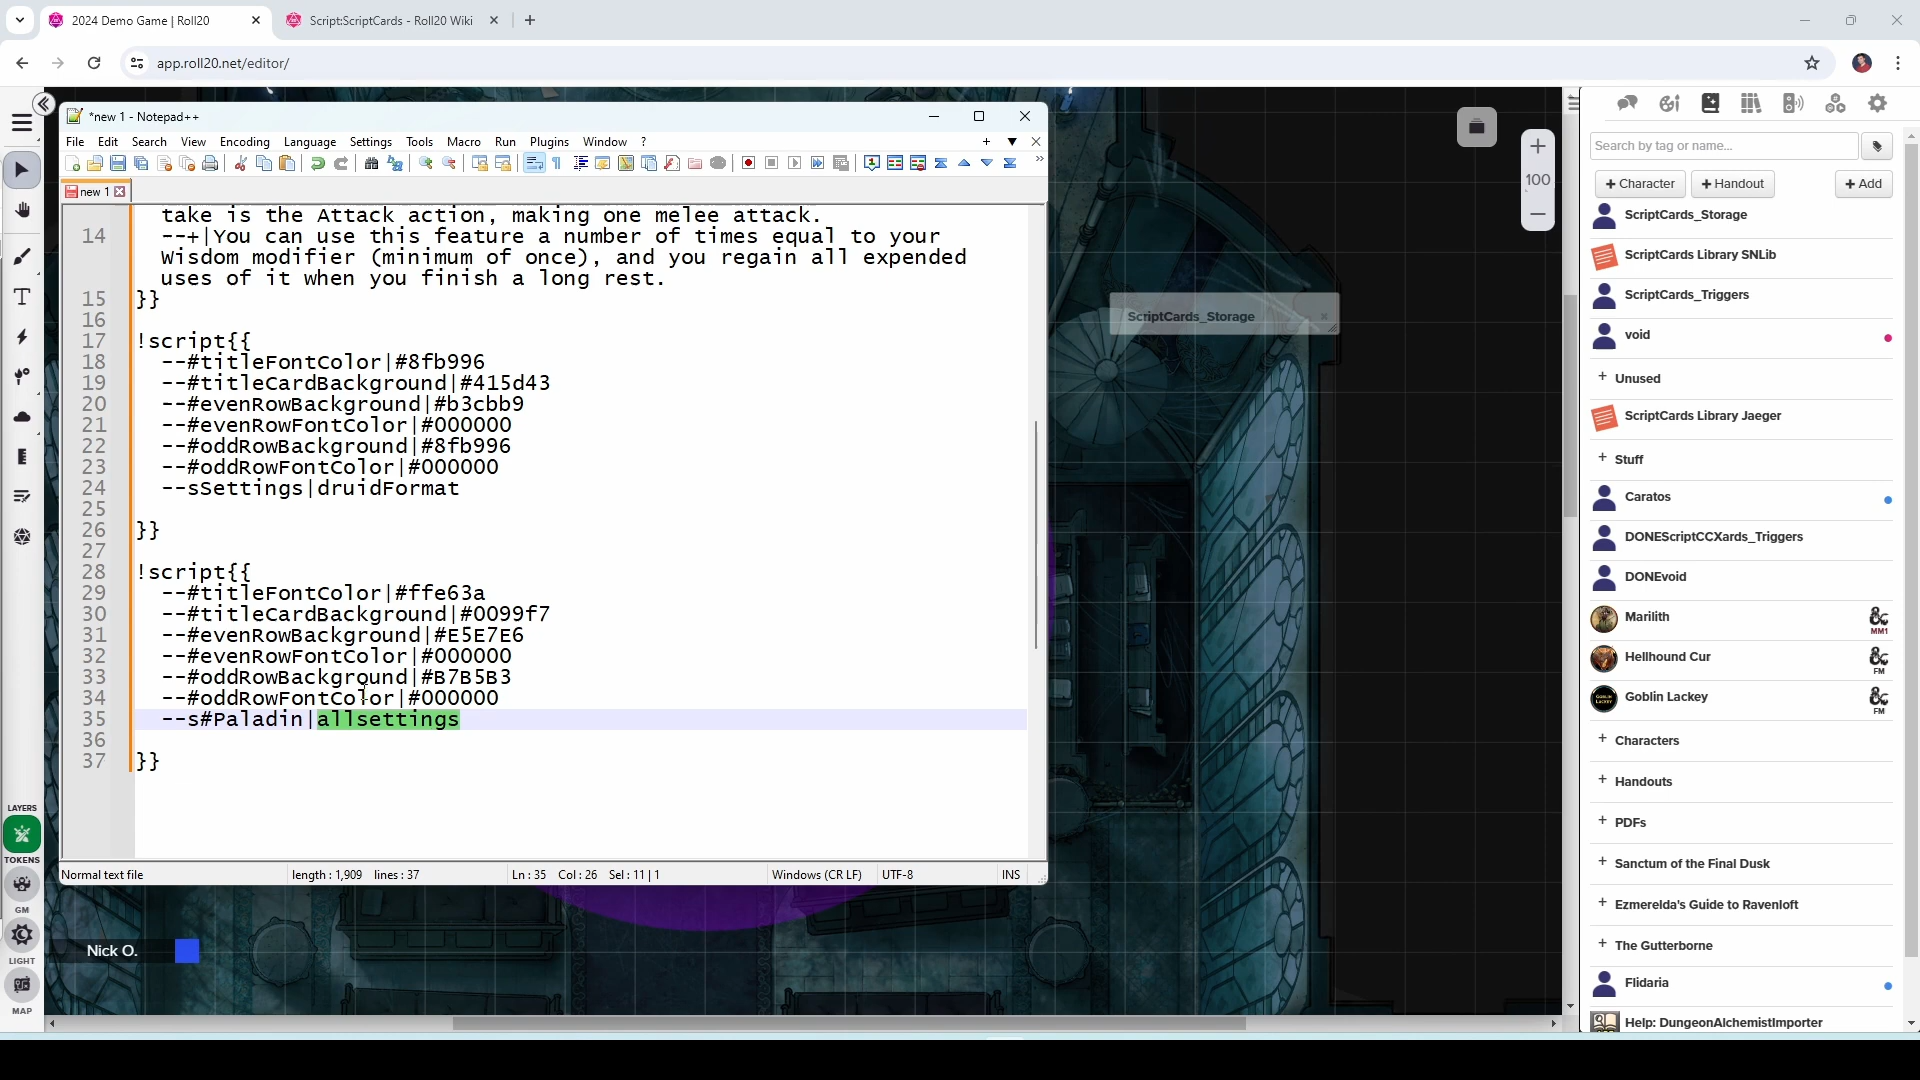 2024 Demo Game | Roll20
Script:ScriptCards - Roll20 Wiki
app.roll20.net/editor/
*new 1 - Notepad++
File Edit Search View Encoding Language Settings Tools Macro Run Plugins Window ?
new 1
take is the Attack action, making one melee attack.
14 --+|You can use this feature a number of times equal to your
Wisdom modifier (minimum of once), and you regain all expended
uses of it when you finish a long rest.
15 }}
16
17 !script{{
18 --#titleFontColor|#8fb996
19 --#titleCardBackground|#415d43
20 --#evenRowBackground|#b3cbb9
21 --#evenRowFontColor|#000000
22 --#oddRowBackground|#8fb996
23 --#oddRowFontColor|#000000
24 --sSettings|druidFormat
25
26 }}
27
28 !script{{
29 --#titleFontColor|#ffe63a
30 --#titleCardBackground|#0099f7
31 --#evenRowBackground|#E5E7E6
32 --#evenRowFontColor|#000000
33 --#oddRowBackground|#B7B5B3
34 --#oddRowFontColor|#000000
35 --s#Paladin|allsettings
36
37 }}
Normal text file length : 1,909 lines : 37 Ln : 35 Col : 26 Sel : 11 | 1 Windows (CR LF) UTF-8 INS
LAYERS
TOKENS
GM
LIGHT
MAP
Nick O.
ScriptCards_Storage
100
Search by tag or name...
+ Character + Handout + Add
ScriptCards_Storage
ScriptCards Library SNLib
ScriptCards_Triggers
void
+ Unused
ScriptCards Library Jaeger
+ Stuff
Caratos
DONEScriptCCXards_Triggers
DONEvoid
Marilith
MM1
Hellhound Cur
FM
Goblin Lackey
FM
+ Characters
+ Handouts
+ PDFs
+ Sanctum of the Final Dusk
+ Ezmerelda's Guide to Ravenloft
+ The Gutterborne
Flidaria
Help: DungeonAlchemistImporter